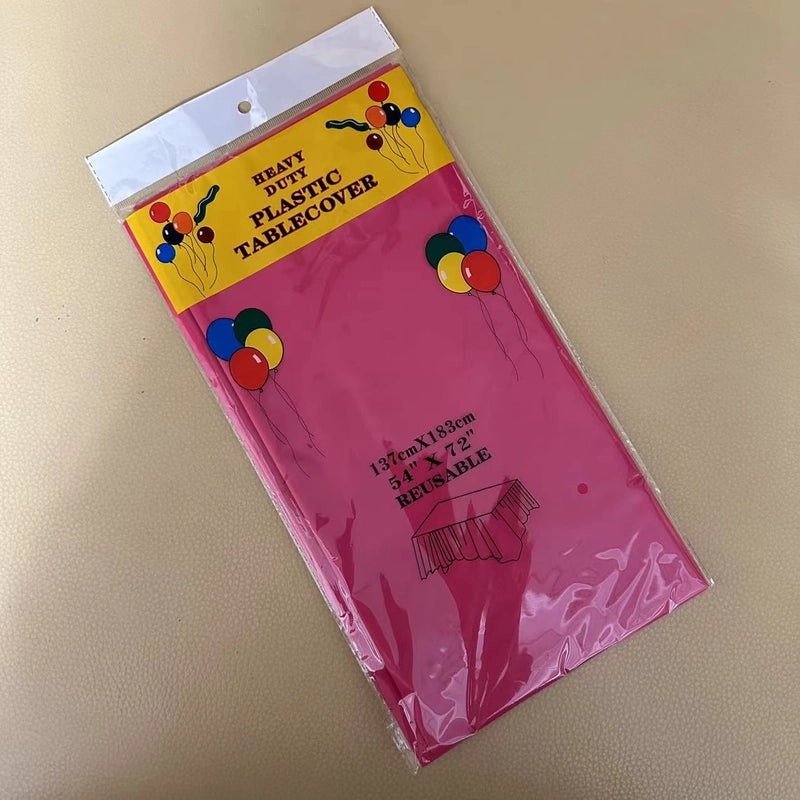 HEAVY
DUTY
PLASTIC
TABLECOVER
137cmX183cm
54" X 72"
REUSABLE